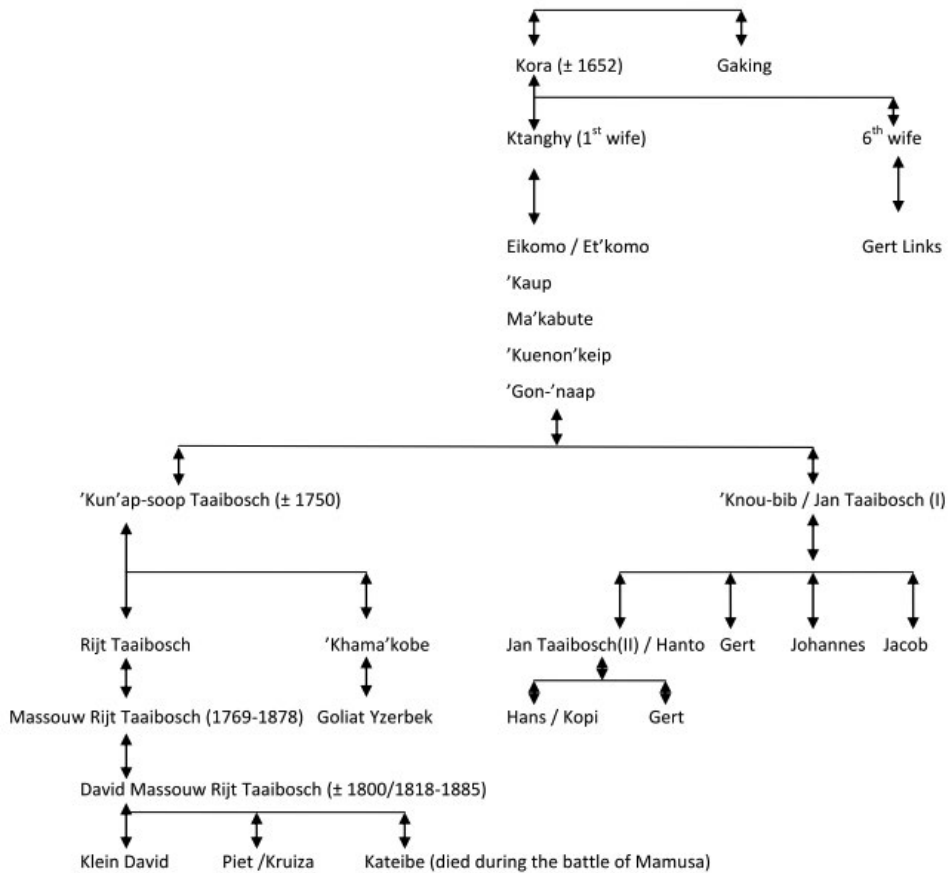 Kora (± 1652) Gaking
Ktanghy (1st wife) 6th wife
Eikomo / Et’komo Gert Links
’Kaup
Ma’kabute
’Kuenon’keip
’Gon-’naap
’Kun’ap-soop Taaibosch (± 1750) ’Knou-bib / Jan Taaibosch (I)
Rijt Taaibosch ’Khama’kobe Jan Taaibosch(II) / Hanto Gert Johannes Jacob
Massouw Rijt Taaibosch (1769-1878) Goliat Yzerbek Hans / Kopi Gert
David Massouw Rijt Taaibosch (± 1800/1818-1885)
Klein David Piet /Kruiza Kateibe (died during the battle of Mamusa)